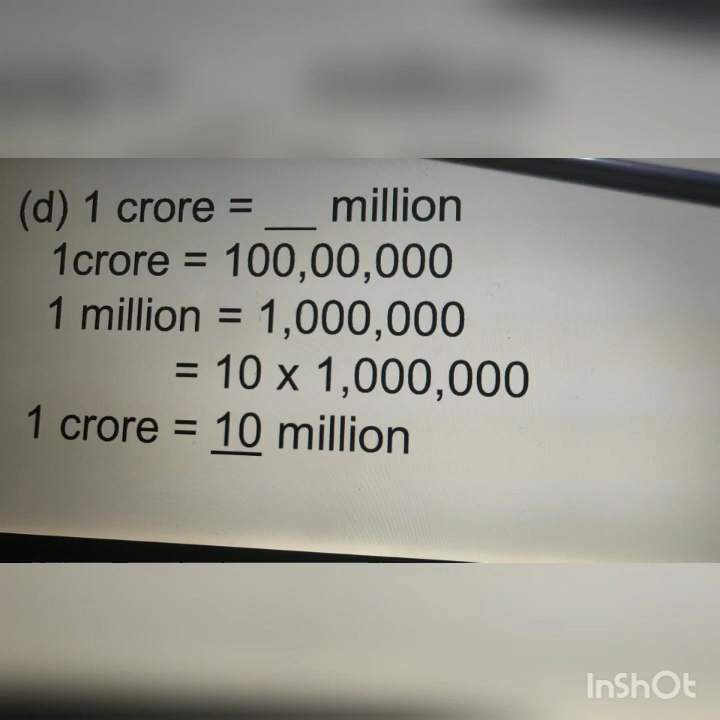 (d) 1 crore = __ million
1crore = 100,00,000
1 million = 1,000,000
= 10 x 1,000,000
1 crore = 10 million
InShOt